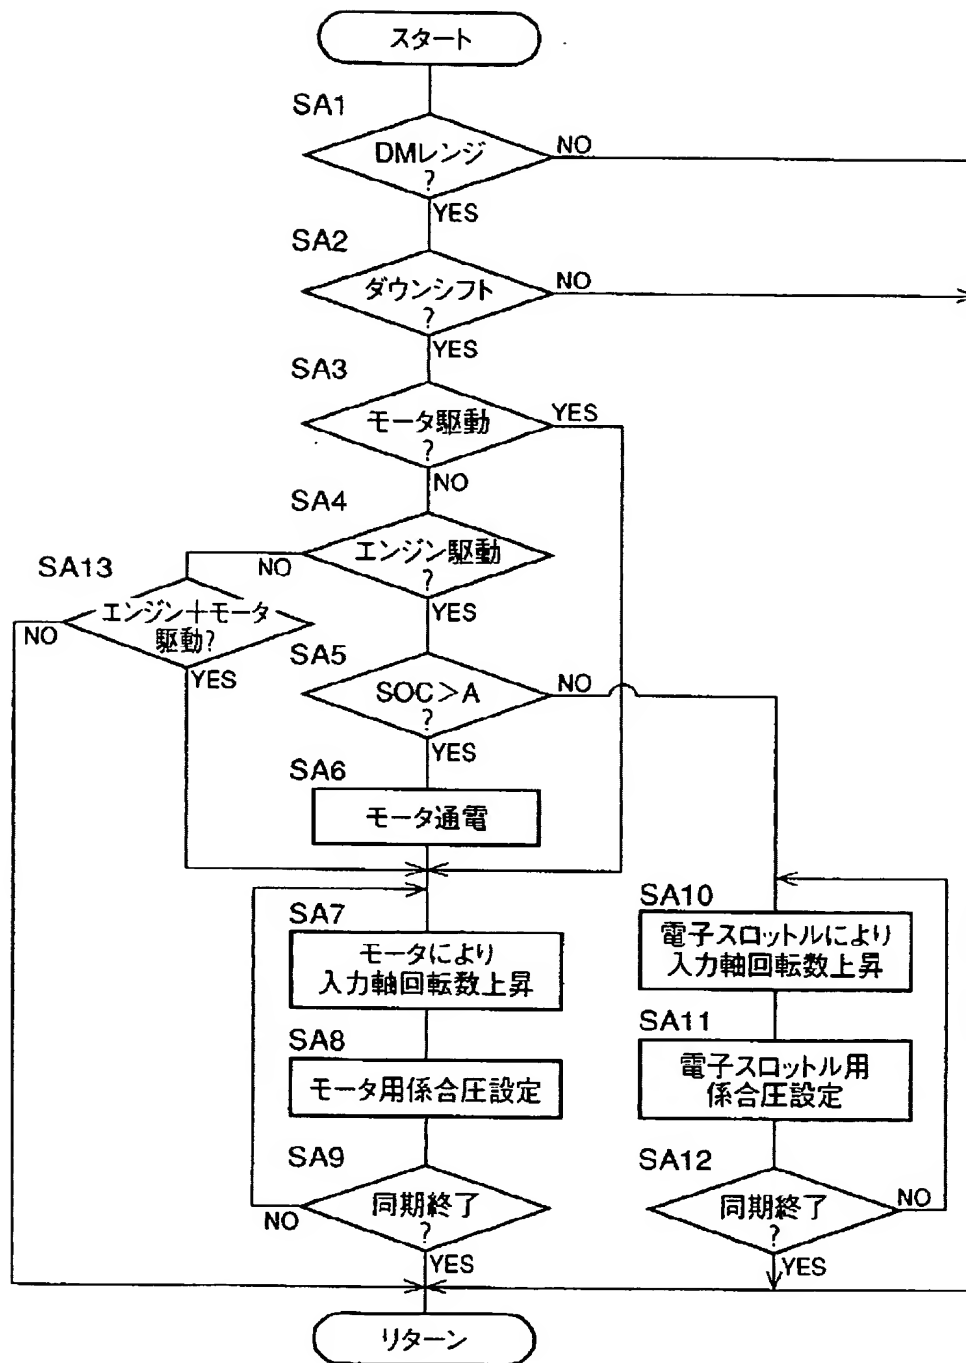 スタート
SA1
DMレンジ
?
NO
YES
SA2
ダウンシフト
?
NO
YES
SA3
モータ駆動
?
YES
NO
SA4
エンジン駆動
?
NO
YES
SA13
エンジン＋モータ
駆動?
NO
YES
SA5
SOC＞A
?
NO
YES
SA6
モータ通電
SA7
モータにより
入力軸回転数上昇
SA8
モータ用係合圧設定
SA9
同期終了
?
NO
YES
SA10
電子スロットルにより
入力軸回転数上昇
SA11
電子スロットル用
係合圧設定
SA12
同期終了
?
NO
YES
リターン